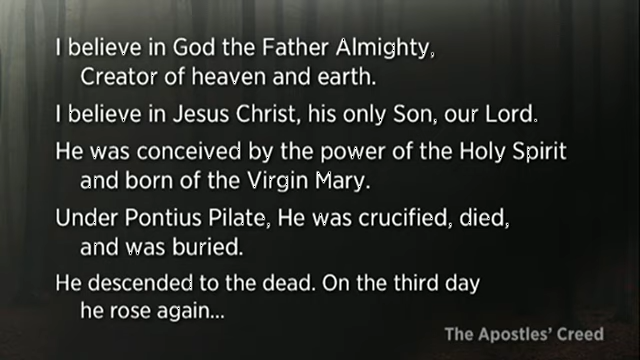 I believe in God the Father Almighty,
Creator of heaven and earth.
I believe in Jesus Christ, his only Son, our Lord.
He was conceived by the power of the Holy Spirit
and born of the Virgin Mary.
Under Pontius Pilate, He was crucified, died,
and was buried.
He descended to the dead. On the third day
he rose again...
The Apostles' Creed